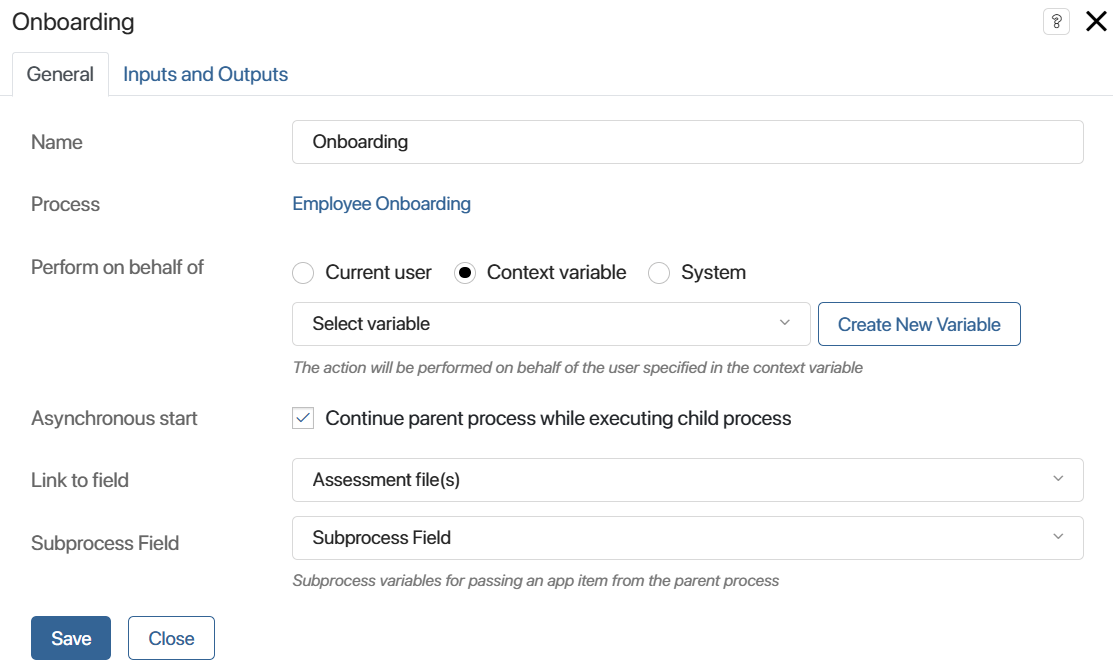 Onboarding
?
General Inputs and Outputs
Name Onboarding
Process Employee Onboarding
Perform on behalf of Current user Context variable System
Select variable Create New Variable
The action will be performed on behalf of the user specified in the context variable
Asynchronous start Continue parent process while executing child process
Link to field Assessment file(s)
Subprocess Field Subprocess Field
Subprocess variables for passing an app item from the parent process
Save Close